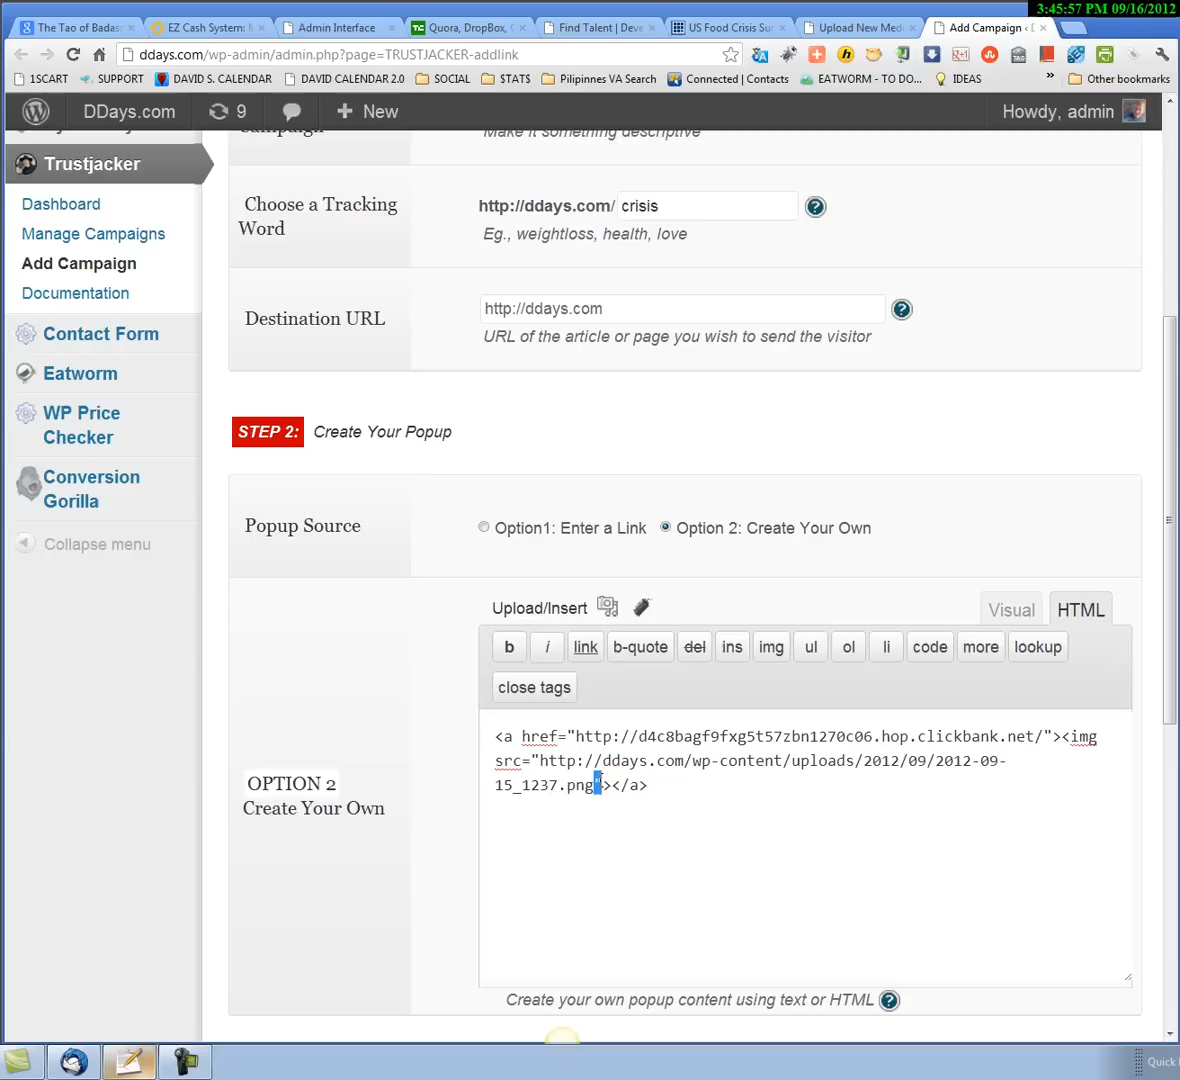 3:45:57 PM 09/16/2012
The Tao of Badas
EZ Cash System: M
Admin Interface
Quora, DropBox, C
Find Talent | Deve
US Food Crisis Su
Upload New Medi
Add Campaign ‹ D
ddays.com/wp-admin/admin.php?page=TRUSTJACKER-addlink
1SCART
SUPPORT
DAVID S. CALENDAR
DAVID CALENDAR 2.0
SOCIAL
$TAT$
Pilipinnes VA Search
Connected | Contacts
EATWORM - TO DO...
IDEAS
»
Other bookmarks
DDays.com
9
New
Howdy, admin
Campaign
Make it something descriptive
Trustjacker
Dashboard
Manage Campaigns
Add Campaign
Documentation
Contact Form
Eatworm
WP Price
Checker
Conversion
Gorilla
Collapse menu
Choose a Tracking
Word
http://ddays.com/ crisis
Eg., weightloss, health, love
Destination URL
http://ddays.com
URL of the article or page you wish to send the visitor
STEP 2: Create Your Popup
Popup Source
Option1: Enter a Link Option 2: Create Your Own
OPTION 2
Create Your Own
Upload/Insert
Visual HTML
b i link b-quote del ins img ul ol li code more lookup
close tags
<a href="http://d4c8bagf9fxg5t57zbn1270c06.hop.clickbank.net/"><img
src="http://ddays.com/wp-content/uploads/2012/09/2012-09-
15_1237.png"></a>
Create your own popup content using text or HTML
Quick